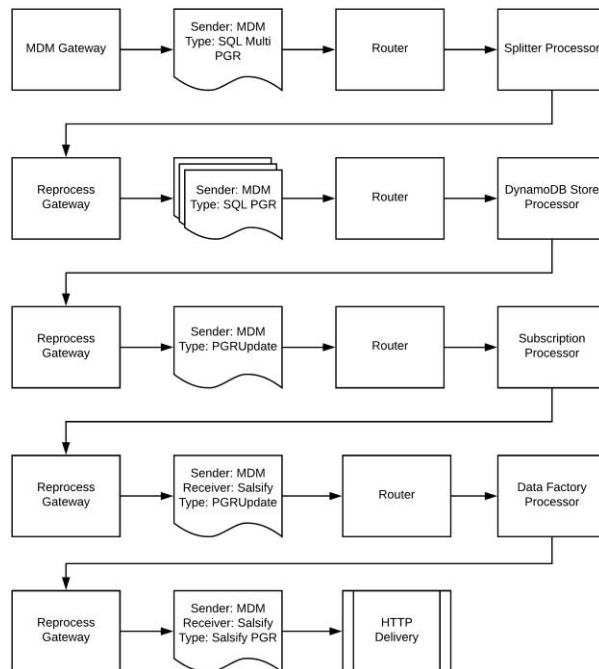 MDM Gateway
Sender: MDM
Type: SQL Multi
PGR
Router
Splitter Processor
Reprocess
Gateway
Sender: MDM
Type: SQL PGR
Router
DynamoDB Store
Processor
Reprocess
Gateway
Sender: MDM
Type: PGRUpdate
Router
Subscription
Processor
Reprocess
Gateway
Sender: MDM
Receiver: Salsify
Type: PGRUpdate
Router
Data Factory
Processor
Reprocess
Gateway
Sender: MDM
Receiver: Salsify
Type: Salsify PGR
HTTP
Delivery